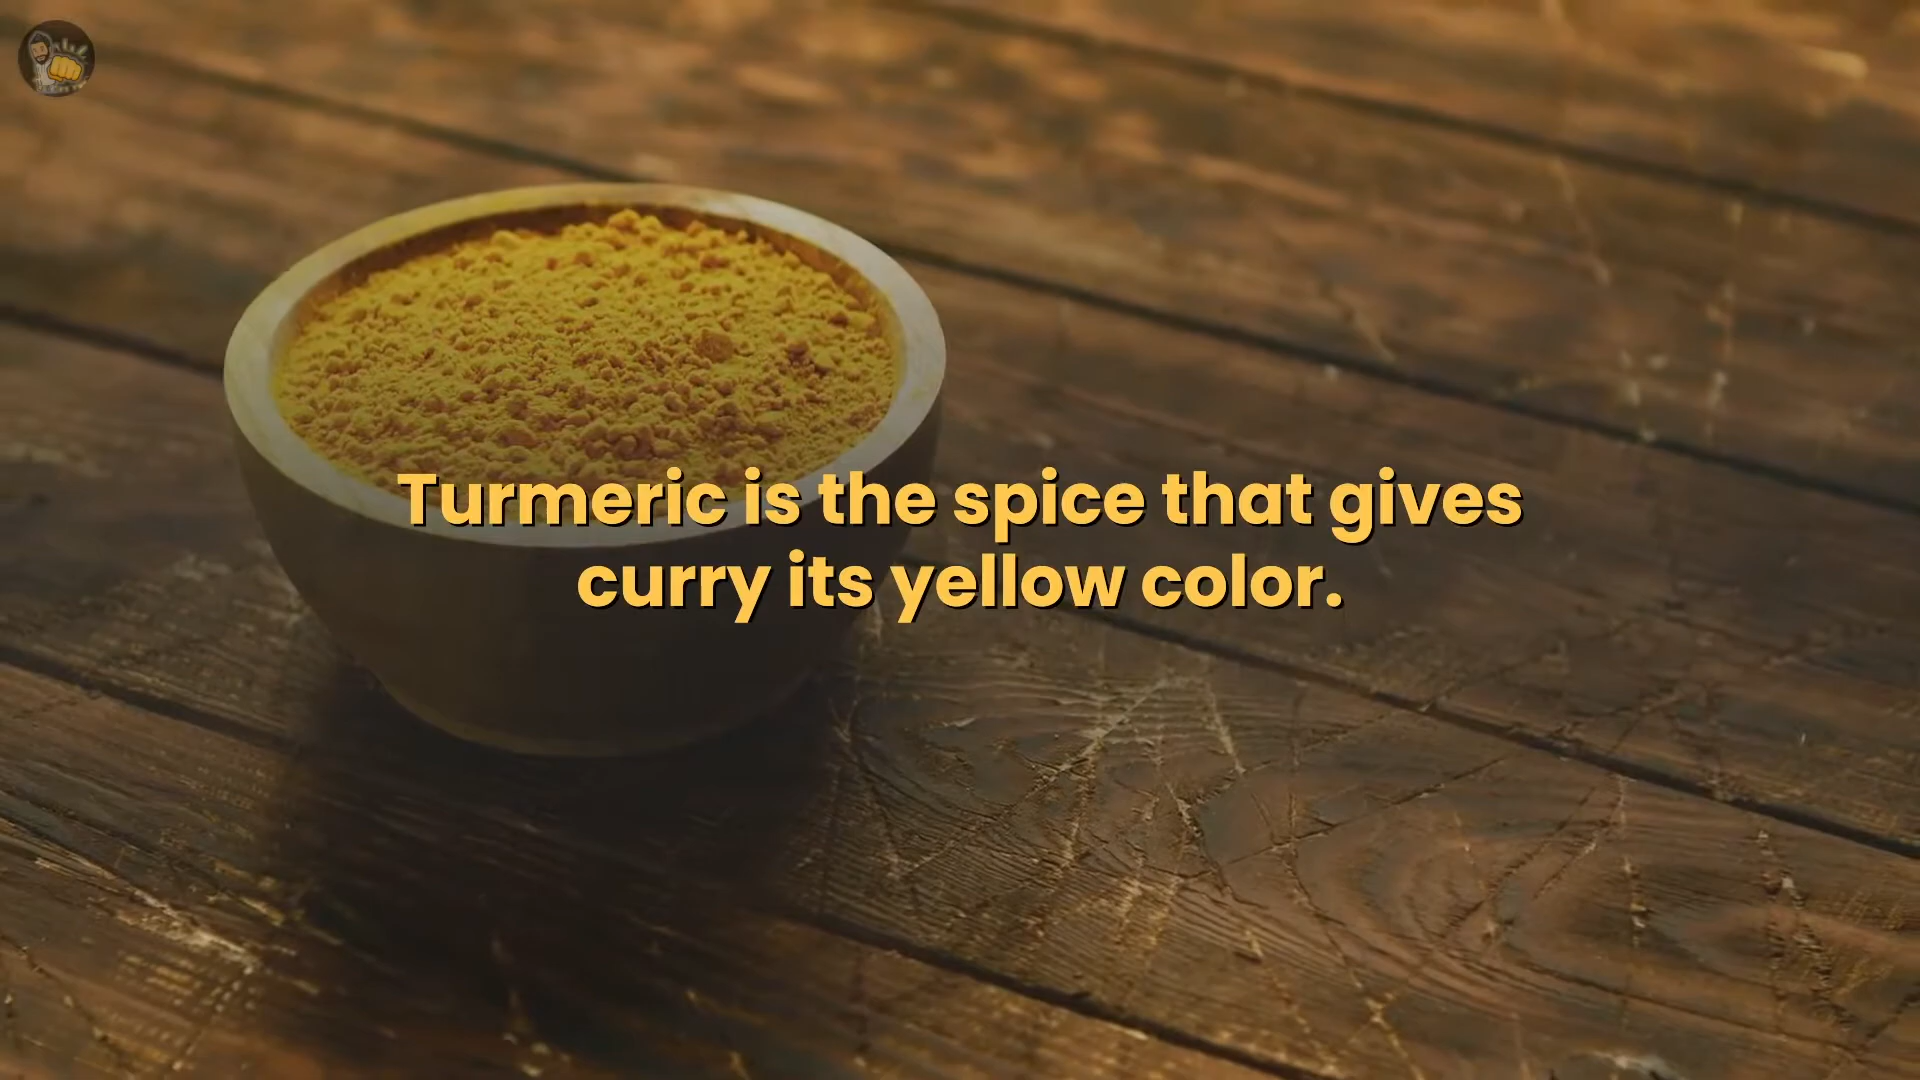 Turmeric is the spice that gives
curry its yellow color.